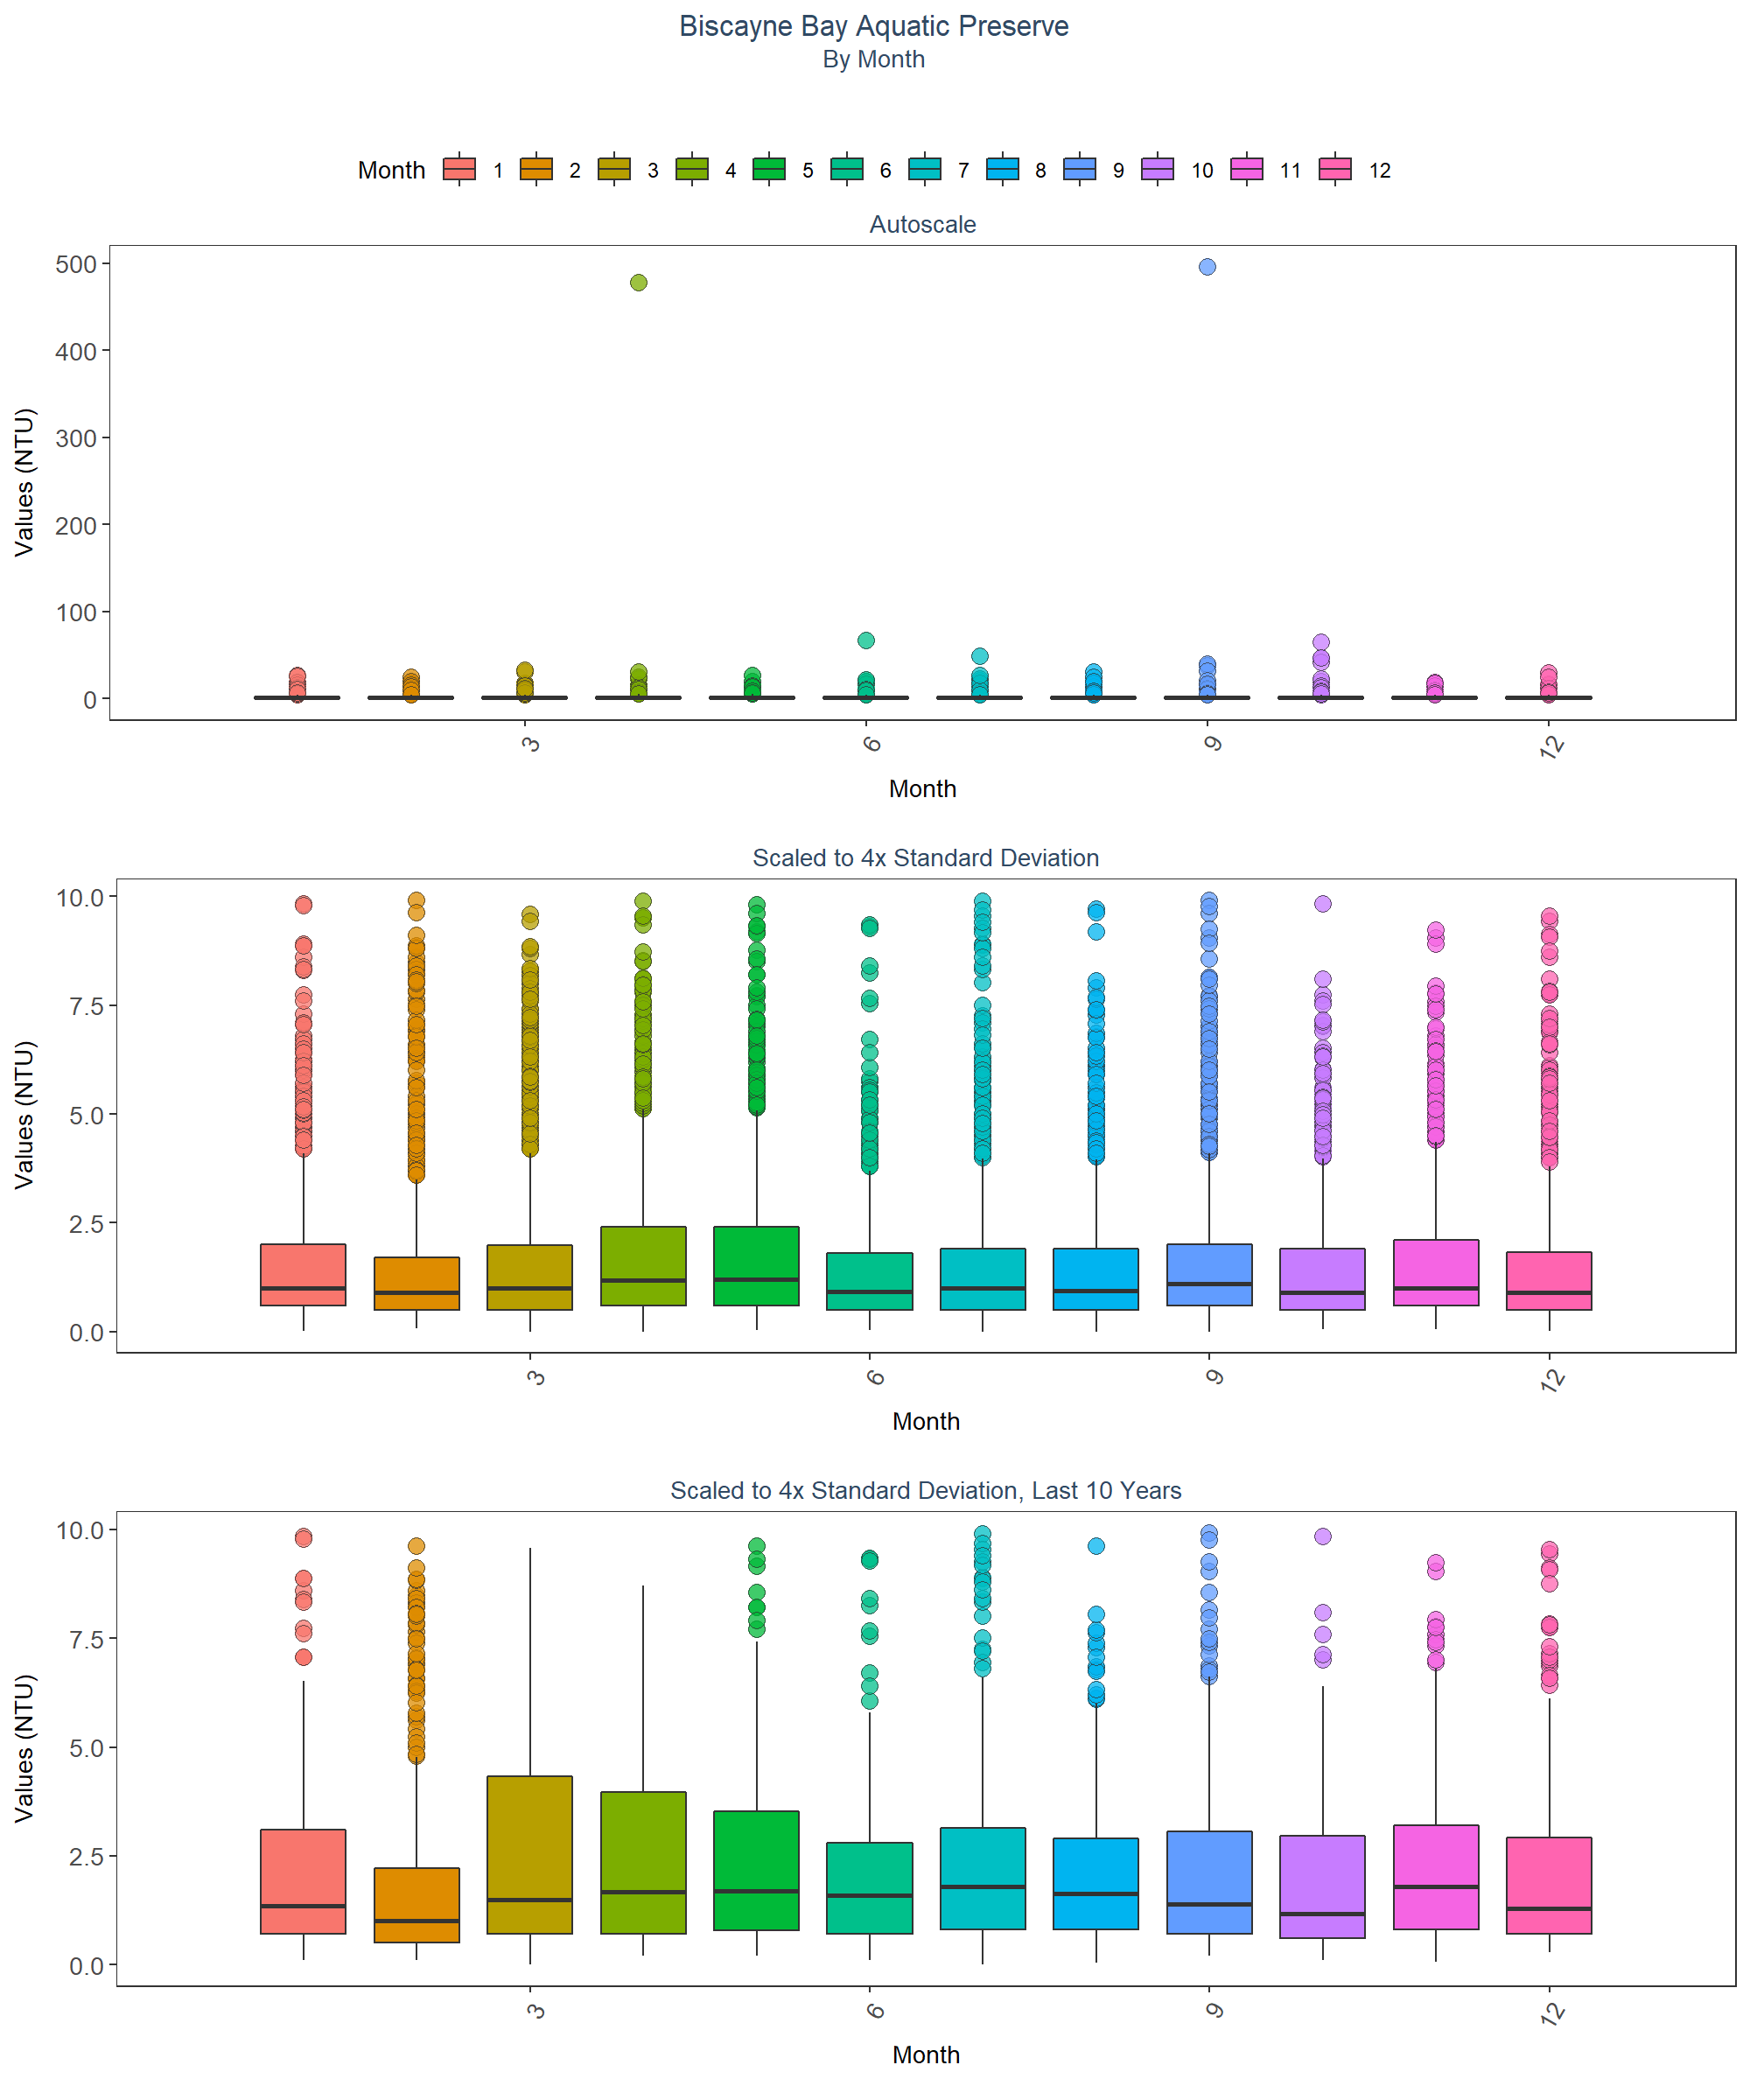 Biscayne Bay Aquatic Preserve
By Month
Month 1 2 3 4 5 6 7 8 9 10 11 12
Autoscale
Values (NTU)
500
400
300
200
100
0
3 6 9 12
Month
Scaled to 4x Standard Deviation
Values (NTU)
10.0
7.5
5.0
2.5
0.0
3 6 9 12
Month
Scaled to 4x Standard Deviation, Last 10 Years
Values (NTU)
10.0
7.5
5.0
2.5
0.0
3 6 9 12
Month